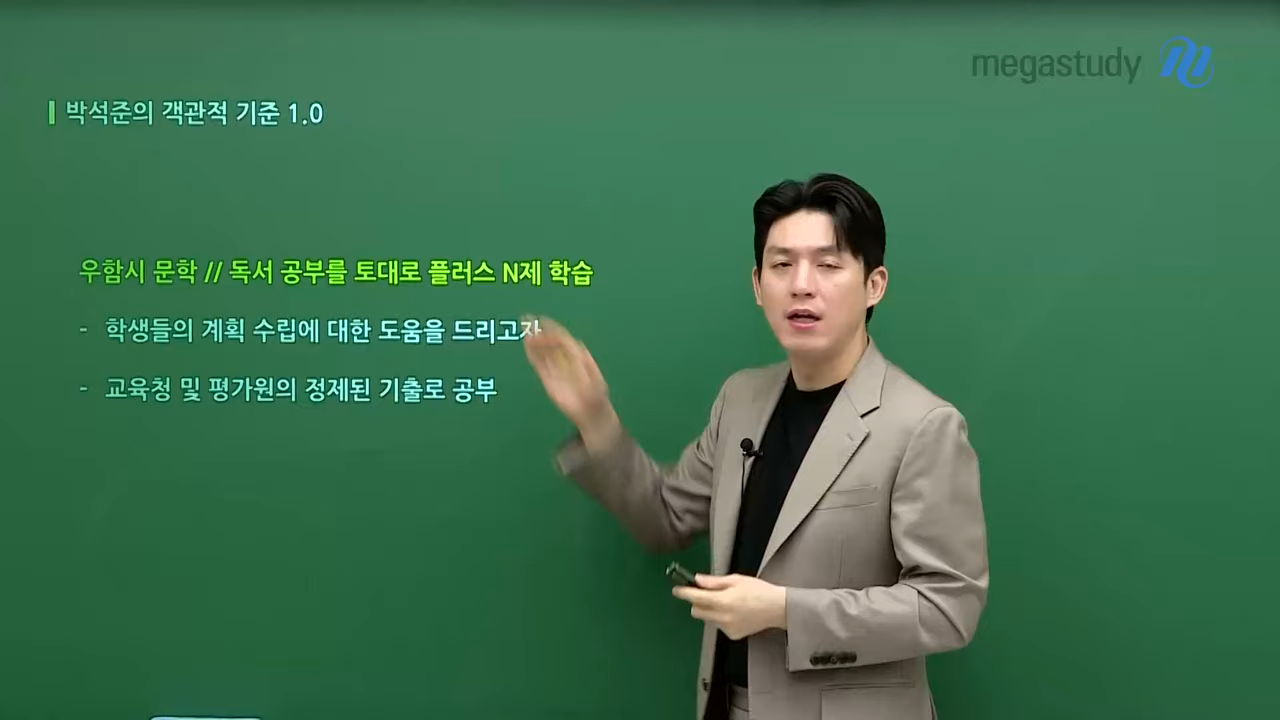 megastudy
박석준의 객관적 기준 1.0
우함시 문학 // 독서 공부를 토대로 플러스 N제 학습
- 학생들의 계획 수립에 대한 도움을 드리고자
- 교육청 및 평가원의 정제된 기출로 공부